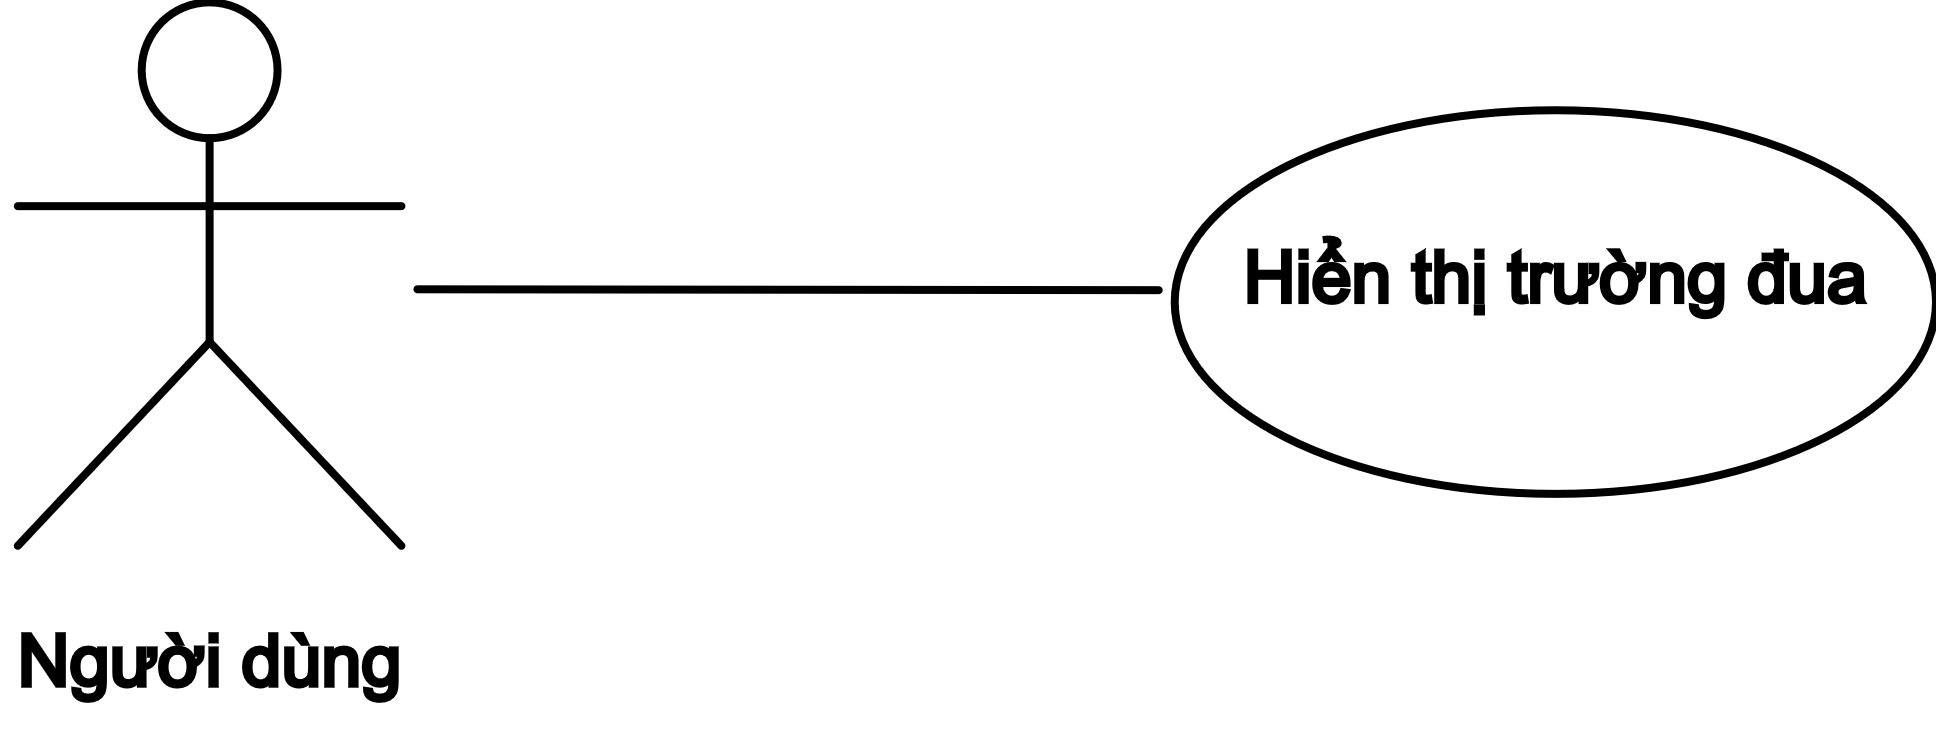 Hiển thị trường đua
Người dùng